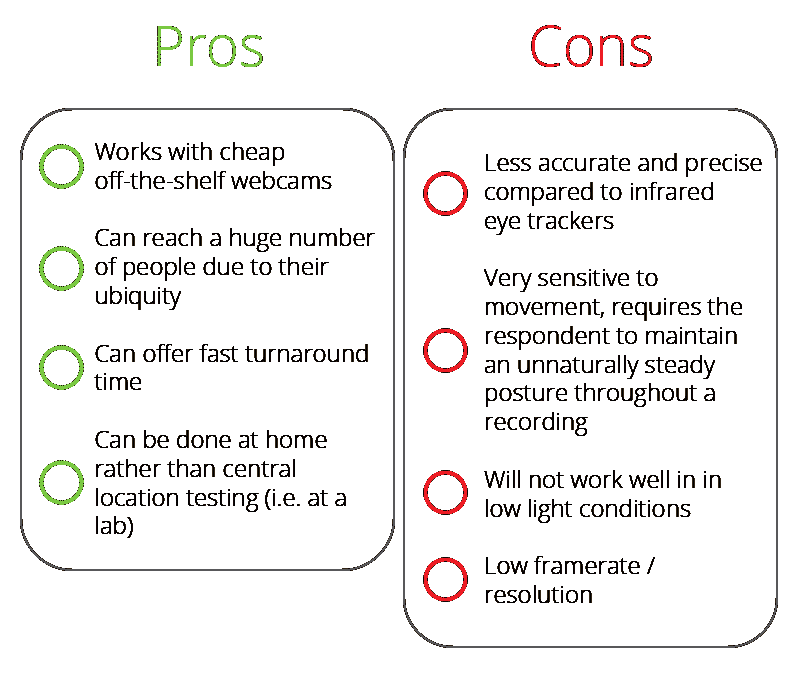 Pros
Works with cheap
off-the-shelf webcams
Can reach a huge number
of people due to their
ubiquity
Can offer fast turnaround
time
Can be done at home
rather than central
location testing (i.e. at a
lab)
Cons
Less accurate and precise
compared to infrared
eye trackers
Very sensitive to
movement, requires the
respondent to maintain
an unnaturally steady
posture throughout a
recording
Will not work well in in
low light conditions
Low framerate /
resolution